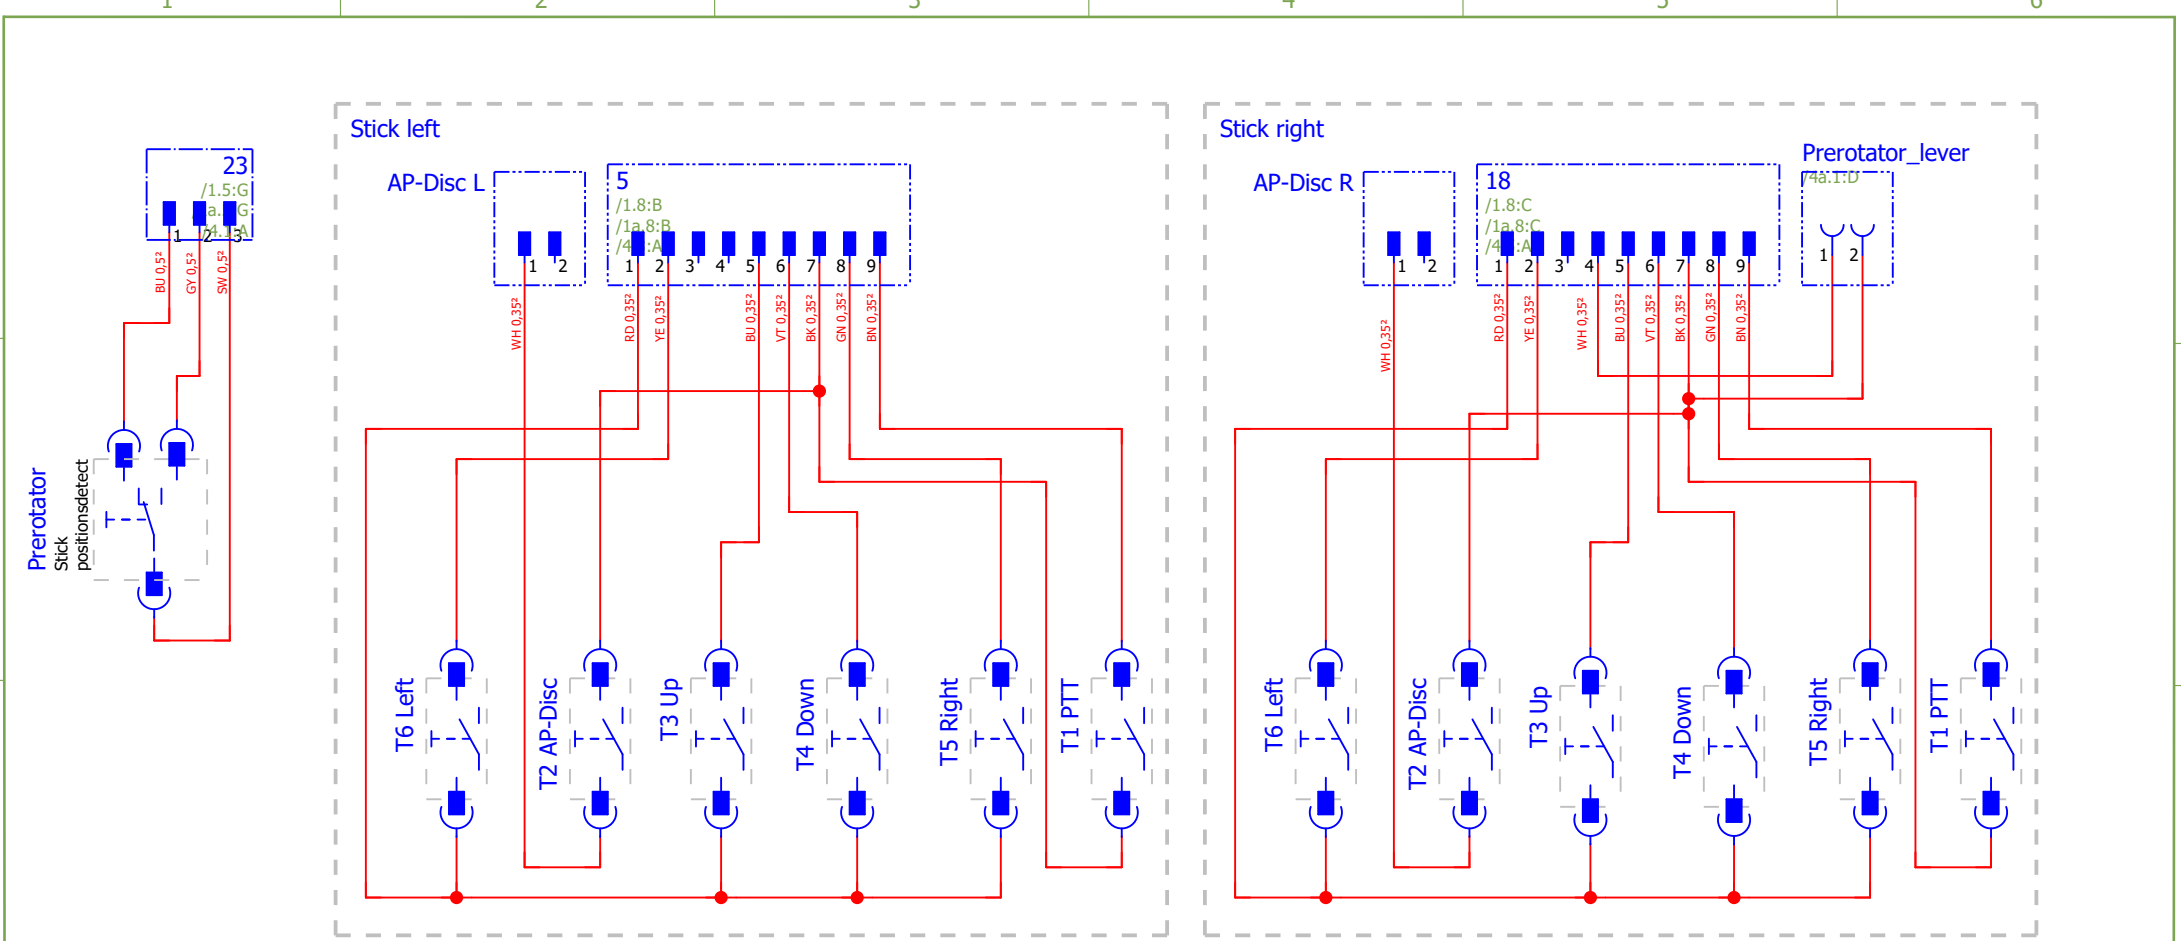 1 2 3 4 5 6
23
/1.5:G
/4.1:A
1 2 3
BU 0,5²
GY 0,5²
SW 0,5²
Prerotator
Stick
positionsdetect
Stick left
AP-Disc L
1 2
WH 0,35²
5
/1.8:B
/1a.8:B
1 2 3 4 5 6 7 8 9
RD 0,35²
YE 0,35²
BU 0,35²
VT 0,35²
BK 0,35²
GN 0,35²
BN 0,35²
T6 Left
T2 AP-Disc
T3 Up
T4 Down
T5 Right
T1 PTT
Stick right
AP-Disc R
1 2
WH 0,35²
18
/1.8:C
/1a.8:C
1 2 3 4 5 6 7 8 9
RD 0,35²
YE 0,35²
WH 0,35²
BU 0,35²
VT 0,35²
BK 0,35²
GN 0,35²
BN 0,35²
Prerotator_lever
/4a.1:D
1 2
T6 Left
T2 AP-Disc
T3 Up
T4 Down
T5 Right
T1 PTT